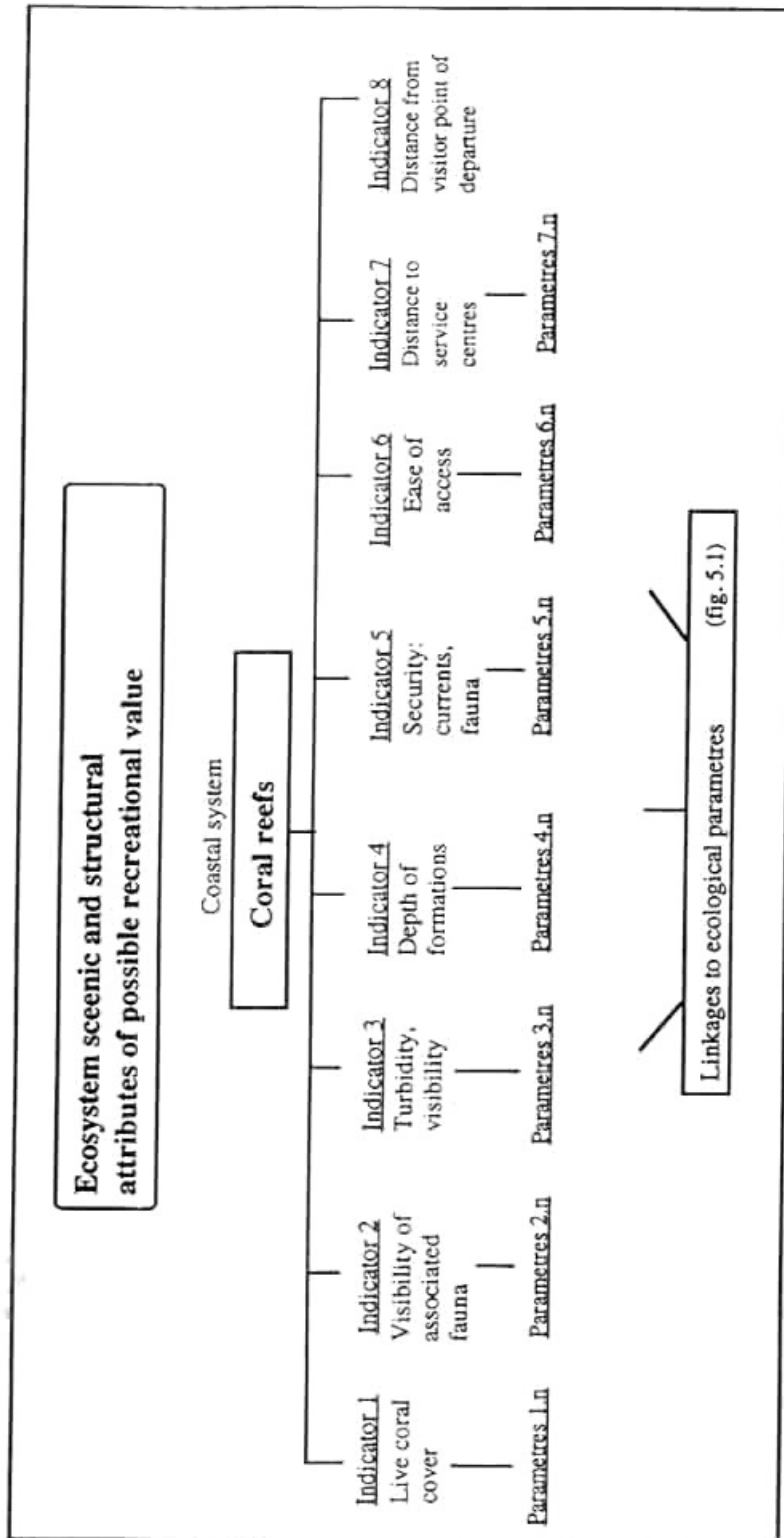 Ecosystem sceenic and structural
attributes of possible recreational value
Coastal system
Coral reefs
Indicator 1
Live coral
cover
Parametres 1.n
Indicator 2
Visibility of
associated
fauna
Parametres 2.n
Indicator 3
Turbidity,
visibility
Parametres 3.n
Indicator 4
Depth of
formations
Parametres 4.n
Indicator 5
Security:
currents,
fauna
Parametres 5.n
Indicator 6
Ease of
access
Parametres 6.n
Indicator 7
Distance to
service
centres
Parametres 7.n
Indicator 8
Distance from
visitor point of
departure
Linkages to ecological parametres (fig. 5.1)